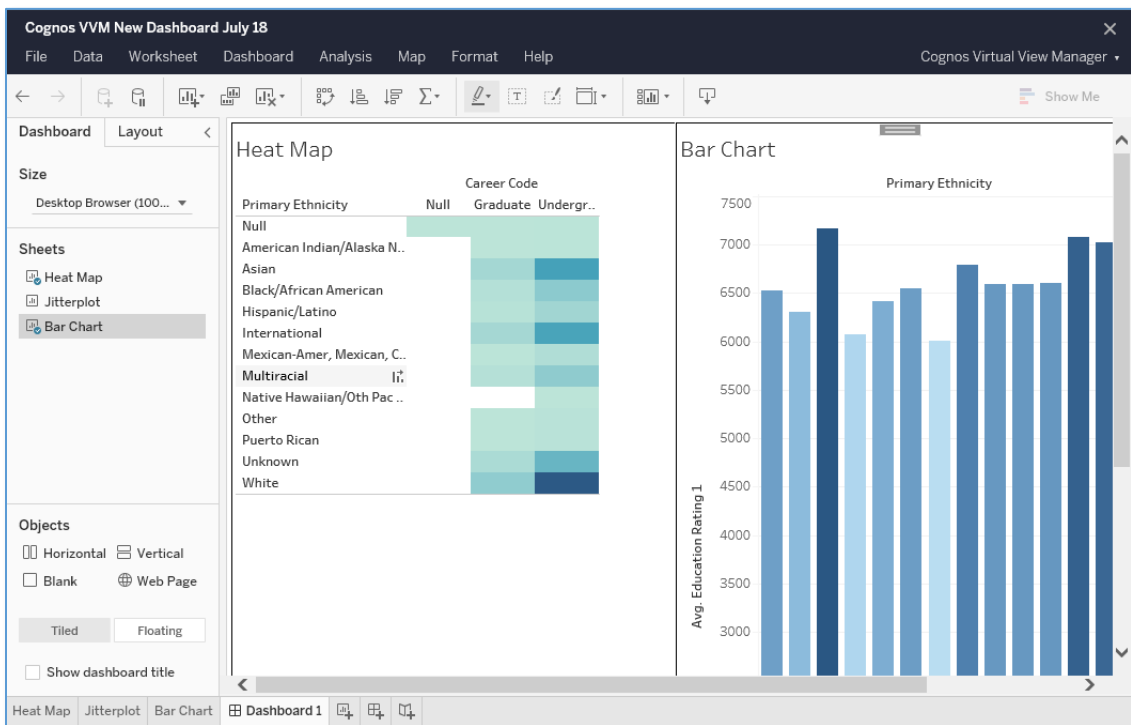 Cognos VVM New Dashboard July 18
File Data Worksheet Dashboard Analysis Map Format Help
Cognos Virtual View Manager
Show Me
Dashboard Layout
Size
Desktop Browser (100...
Sheets
Heat Map
Jitterplot
Bar Chart
Objects
Horizontal Vertical
Blank Web Page
Tiled Floating
Show dashboard title
Heat Map
Career Code
Primary Ethnicity Null Graduate Undergr..
Null
American Indian/Alaska N..
Asian
Black/African American
Hispanic/Latino
International
Mexican-Amer, Mexican, C..
Multiracial
Native Hawaiian/Oth Pac ..
Other
Puerto Rican
Unknown
White
Bar Chart
Primary Ethnicity
7500
7000
6500
6000
5500
5000
4500
4000
3500
3000
Avg. Education Rating 1
Heat Map Jitterplot Bar Chart Dashboard 1